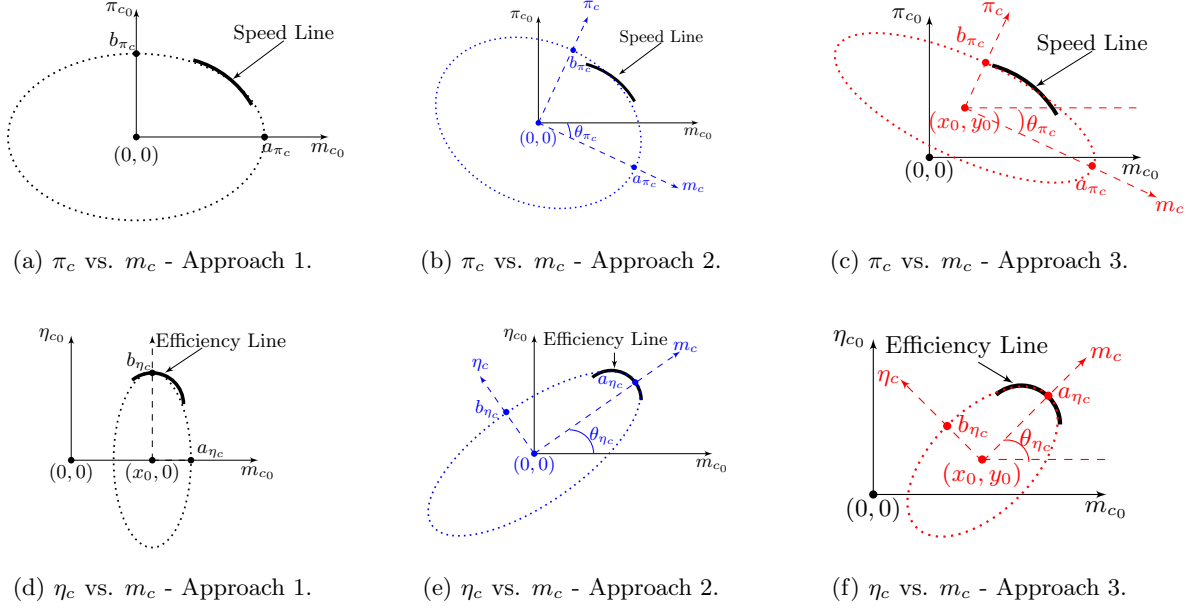 π_{c_0}
b_{π_c}
Speed Line
(0, 0)
a_{π_c}
m_{c_0}
(a) π_c vs. m_c - Approach 1.
π_{c_0}
π_c
b_{π_c}
Speed Line
(0, 0)
θ_{π_c}
m_{c_0}
a_{π_c}
m_c
(b) π_c vs. m_c - Approach 2.
π_{c_0}
π_c
b_{π_c}
Speed Line
(x_0, y_0)
θ_{π_c}
(0, 0)
m_{c_0}
a_{π_c}
m_c
(c) π_c vs. m_c - Approach 3.
η_{c_0}
Efficiency Line
b_{η_c}
a_{η_c}
(0, 0)
(x_0, 0)
m_{c_0}
(d) η_c vs. m_c - Approach 1.
η_{c_0}
Efficiency Line
m_c
η_c
a_{η_c}
b_{η_c}
θ_{η_c}
(0, 0)
m_{c_0}
(e) η_c vs. m_c - Approach 2.
η_{c_0}
Efficiency Line
m_c
η_c
a_{η_c}
b_{η_c}
θ_{η_c}
(x_0, y_0)
(0, 0)
m_{c_0}
(f) η_c vs. m_c - Approach 3.